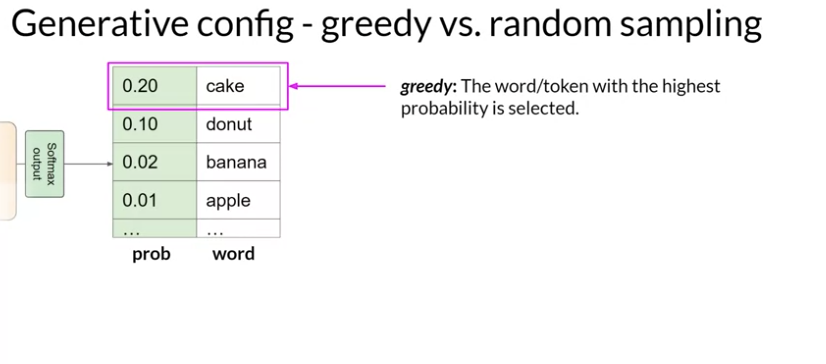 Generative config - greedy vs. random sampling
Softmax
output
0.20 cake
0.10 donut
0.02 banana
0.01 apple
... ...
prob word
greedy: The word/token with the highest
probability is selected.